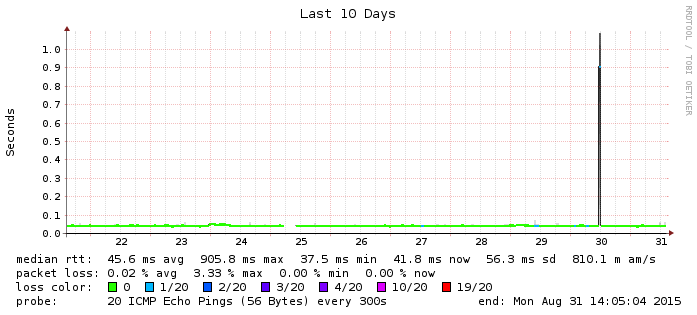 Last 10 Days
RRDTOOL / TOBI OETIKER
Seconds
1.0
0.9
0.8
0.7
0.6
0.5
0.4
0.3
0.2
0.1
0.0
22 23 24 25 26 27 28 29 30 31
median rtt: 45.6 ms avg 905.8 ms max 37.5 ms min 41.8 ms now 56.3 ms sd 810.1 m am/s
packet loss: 0.02 % avg 3.33 % max 0.00 % min 0.00 % now
loss color: 0 1/20 2/20 3/20 4/20 10/20 19/20
probe: 20 ICMP Echo Pings (56 Bytes) every 300s end: Mon Aug 31 14:05:04 2015